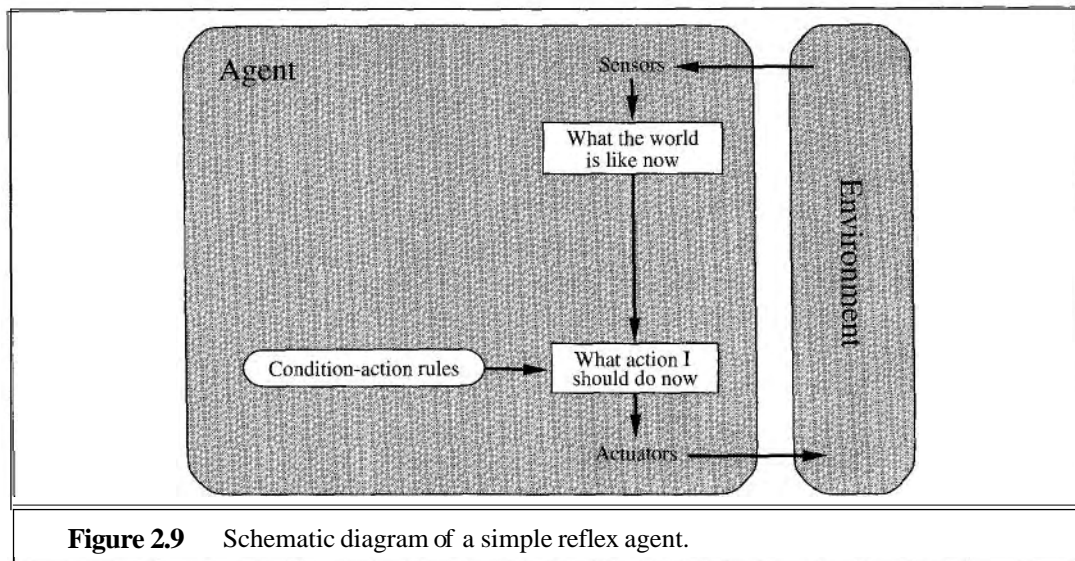 Agent
Sensors
What the world
is like now
Environment
Condition-action rules
What action I
should do now
Actuators
Figure 2.9 Schematic diagram of a simple reflex agent.